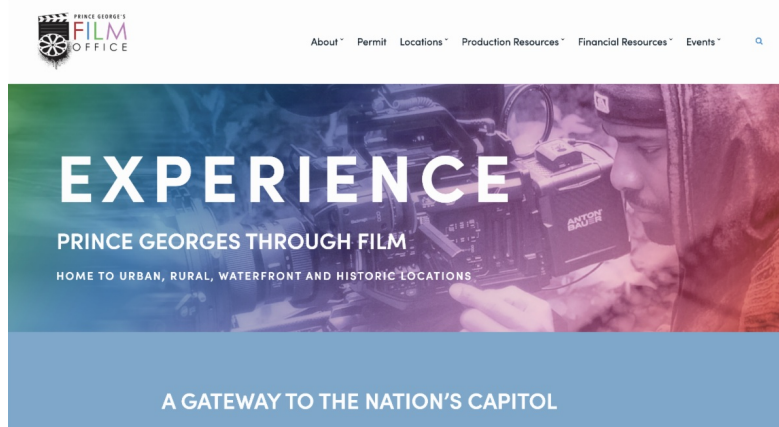 PRINCE GEORGE'S
FILM
OFFICE
About Permit Locations Production Resources Financial Resources Events
EXPERIENCE
PRINCE GEORGES THROUGH FILM
HOME TO URBAN, RURAL, WATERFRONT AND HISTORIC LOCATIONS
ANTON
BAUER
A GATEWAY TO THE NATION'S CAPITOL